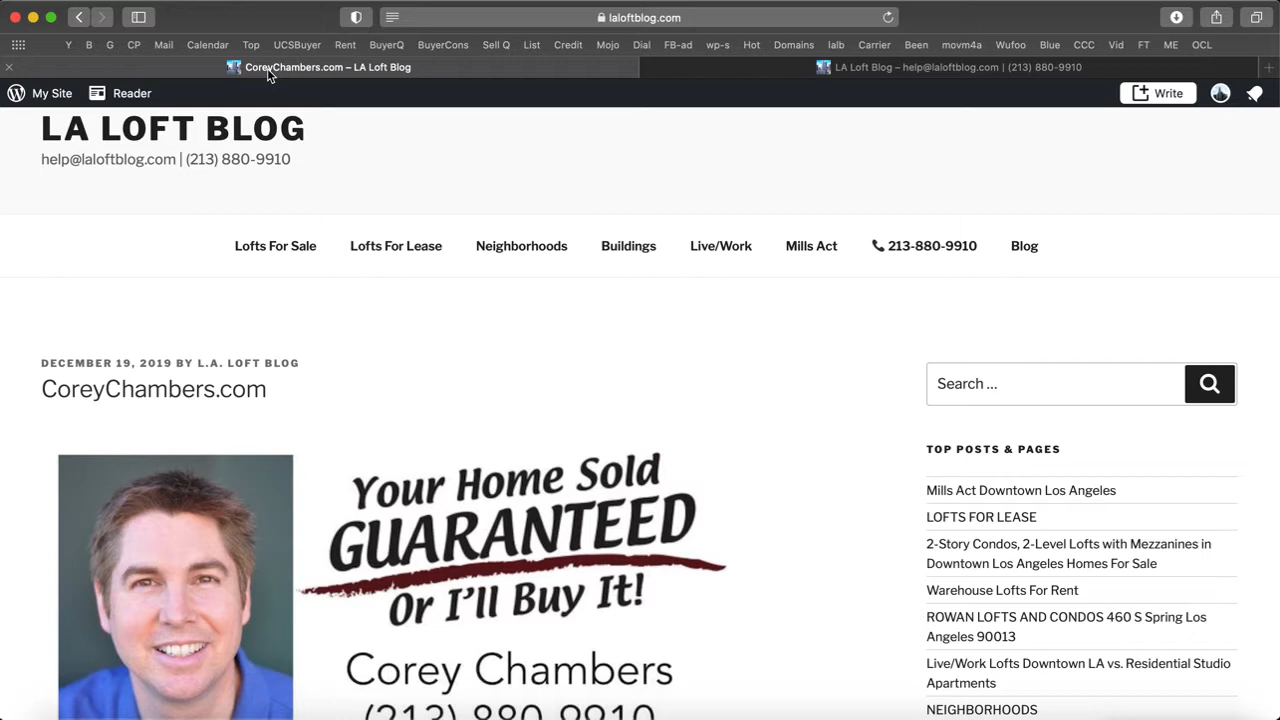 laloftblog.com
Y B G CP Mail Calendar Top UCSBuyer Rent BuyerQ BuyerCons Sell Q List Credit Mojo Dial FB-ad wp-s Hot Domains lalb Carrier Been movm4a Wufoo Blue CCC Vid FT ME OCL
CoreyChambers.com – LA Loft Blog
LA Loft Blog – help@laloftblog.com | (213) 880-9910
My Site Reader Write
LA LOFT BLOG
help@laloftblog.com | (213) 880-9910
Lofts For Sale Lofts For Lease Neighborhoods Buildings Live/Work Mills Act 213-880-9910 Blog
DECEMBER 19, 2019 BY L.A. LOFT BLOG
CoreyChambers.com
Your Home Sold
GUARANTEED
Or I'll Buy It!
Corey Chambers
(213) 880-9910
Search …
TOP POSTS & PAGES
Mills Act Downtown Los Angeles
LOFTS FOR LEASE
2-Story Condos, 2-Level Lofts with Mezzanines in
Downtown Los Angeles Homes For Sale
Warehouse Lofts For Rent
ROWAN LOFTS AND CONDOS 460 S Spring Los
Angeles 90013
Live/Work Lofts Downtown LA vs. Residential Studio
Apartments
NEIGHBORHOODS